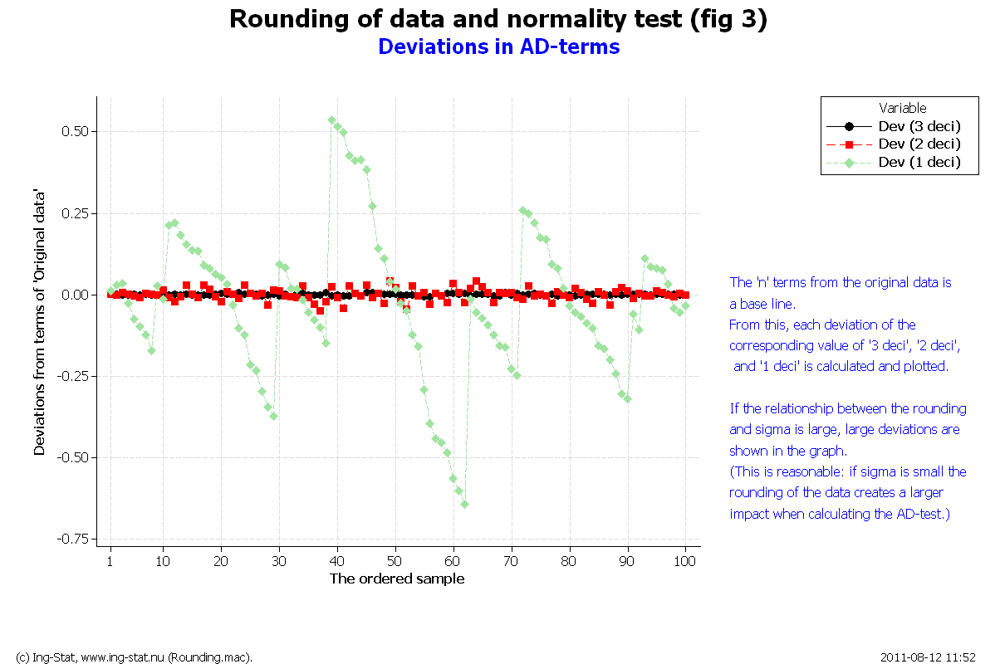 Rounding of data and normality test (fig 3)
Deviations in AD-terms
Variable
Dev (3 deci)
Dev (2 deci)
Dev (1 deci)
Deviations from terms of 'Original data'
0.50
0.25
0.00
-0.25
-0.50
-0.75
1 10 20 30 40 50 60 70 80 90 100
The ordered sample
The 'n' terms from the original data is
a base line.
From this, each deviation of the
corresponding value of '3 deci', '2 deci',
and '1 deci' is calculated and plotted.
If the relationship between the rounding
and sigma is large, large deviations are
shown in the graph.
(This is reasonable: if sigma is small the
rounding of the data creates a larger
impact when calculating the AD-test.)
(c) Ing-Stat, www.ing-stat.nu (Rounding.mac).
2011-08-12 11:52